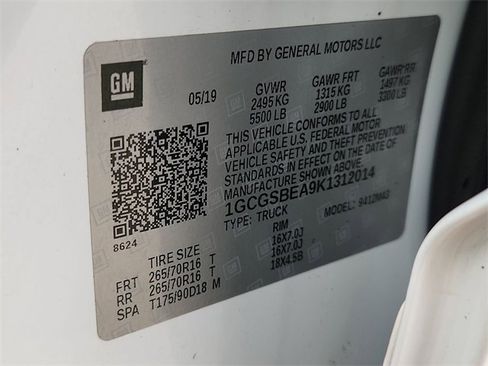 MFD BY GENERAL MOTORS LLC
GM
05/19
GVWR GAWR FRT GAWR RR
2495 KG 1315 KG 1497 KG
5500 LB 2900 LB 3300 LB
THIS VEHICLE CONFORMS TO ALL
APPLICABLE U.S. FEDERAL MOTOR
VEHICLE SAFETY AND THEFT PREVENTION
STANDARDS IN EFFECT ON THE DATE OF
MANUFACTURE SHOWN ABOVE.
1GCGSBEA9K1312014
TYPE: TRUCK MODEL:
8624
TIRE SIZE RIM
FRT 265/70R16 T 16X7.0J
RR 265/70R16 T 16X7.0J
SPA T175/90D18 M 18X4.5B